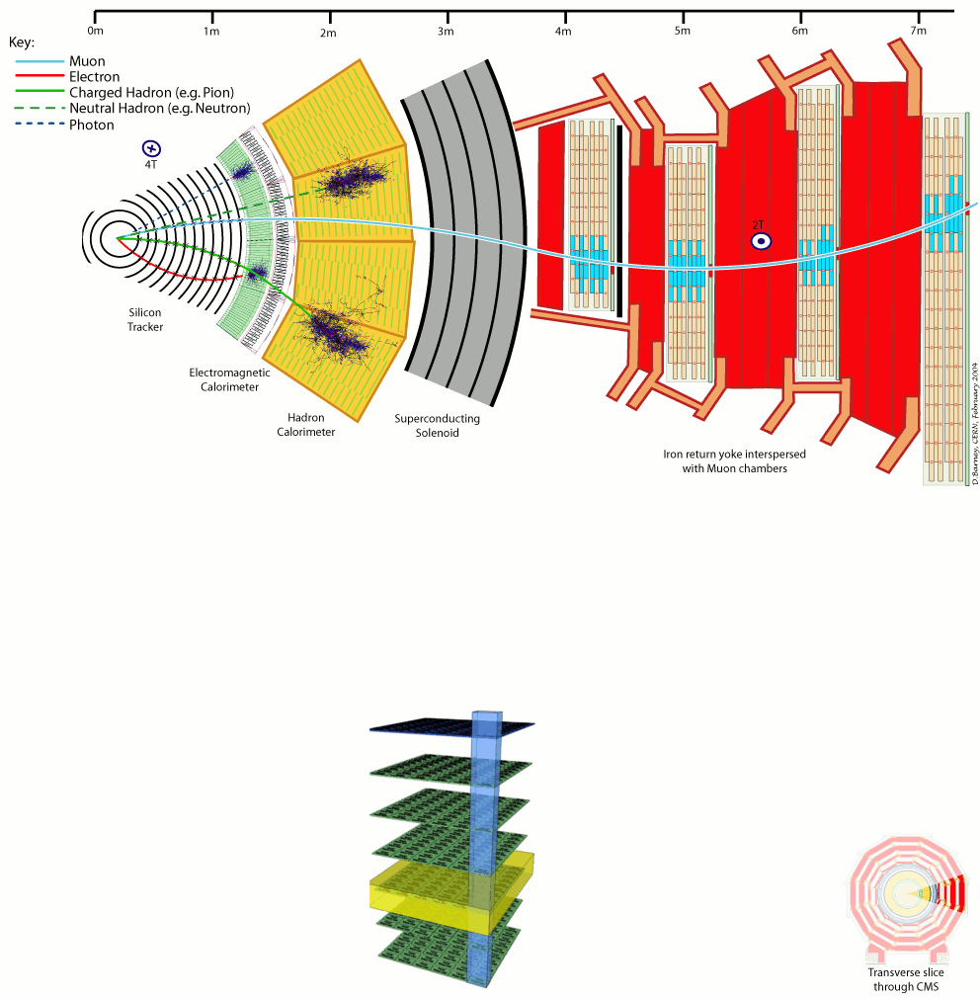 0m 1m 2m 3m 4m 5m 6m 7m
Key:
Muon
Electron
Charged Hadron (e.g. Pion)
Neutral Hadron (e.g. Neutron)
Photon
4T
2T
Silicon
Tracker
Electromagnetic
Calorimeter
Hadron
Calorimeter
Superconducting
Solenoid
Iron return yoke interspersed
with Muon chambers
D. Barney, CERN, February 2004
Transverse slice
through CMS